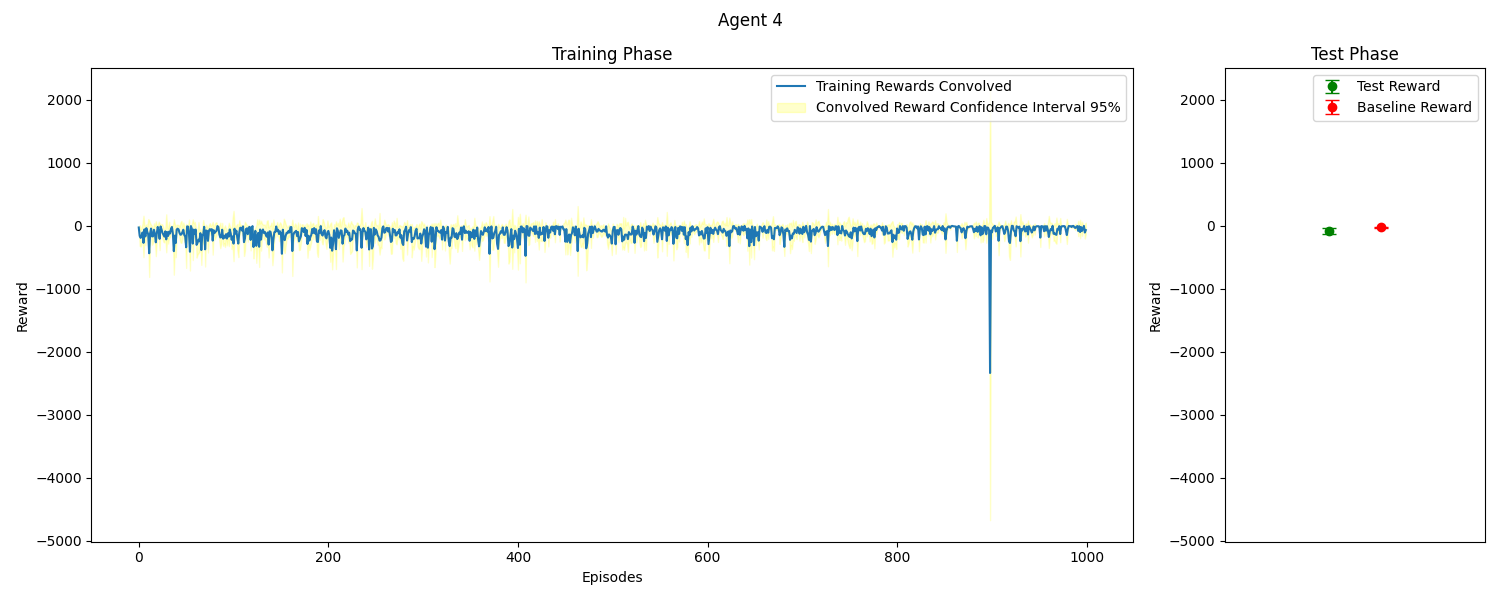 Agent 4
Training Phase
Training Rewards Convolved
Convolved Reward Confidence Interval 95%
2000
1000
0
−1000
−2000
−3000
−4000
−5000
Reward
0
200
400
600
800
1000
Episodes
Test Phase
Test Reward
Baseline Reward
2000
1000
0
−1000
−2000
−3000
−4000
−5000
Reward